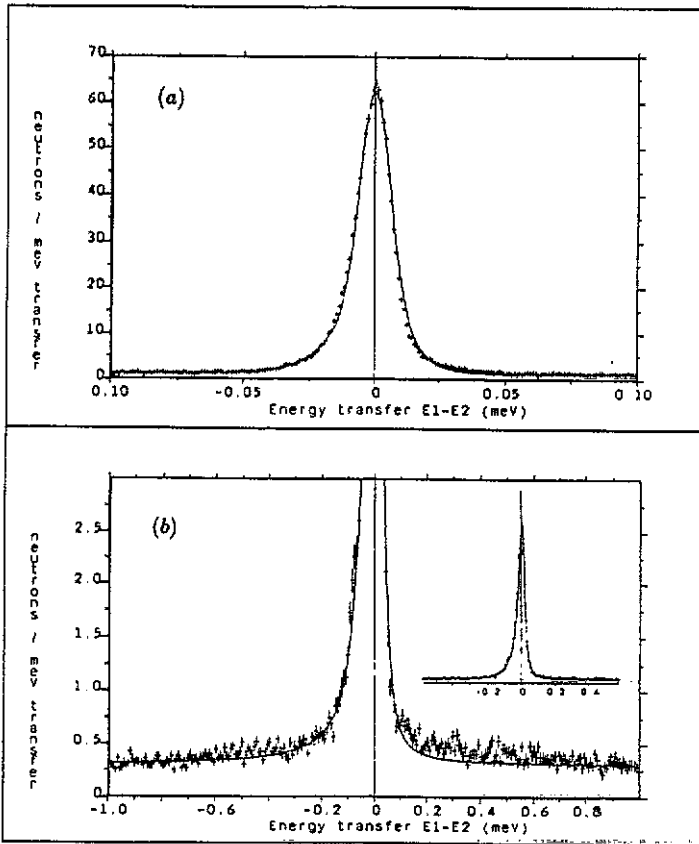 70
60
50
40
30
20
10
0
(a)
neutrons / mev transfer
0.10 -0.05 0 0.05 0.10
Energy transfer E1-E2 (meV)
2.5
2.0
1.5
1.0
0.5
0
(b)
neutrons / mev transfer
-0.2 0 0.2 0.4
-1.0 -0.6 -0.2 0 0.2 0.4 0.6 0.8
Energy transfer E1-E2 (meV)